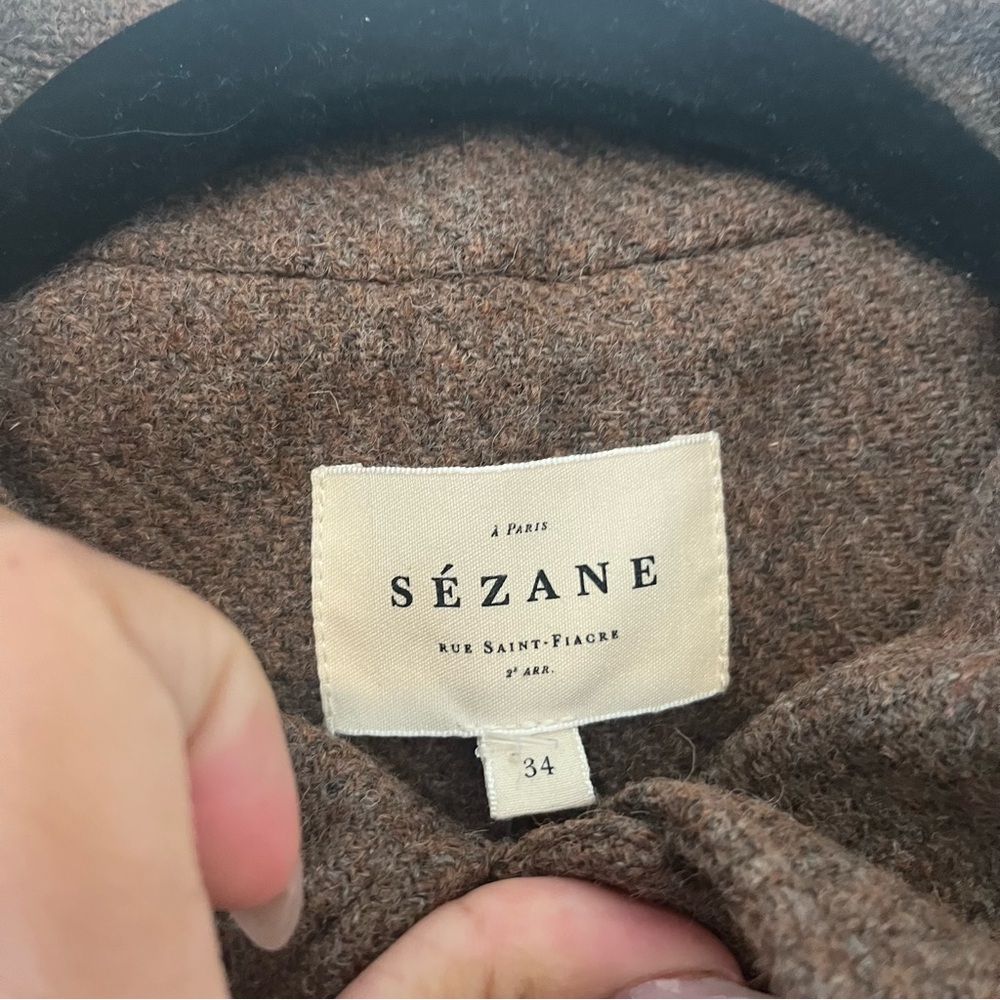 à Paris
SÉZANE
rue Saint-Fiacre
2e arr.
34